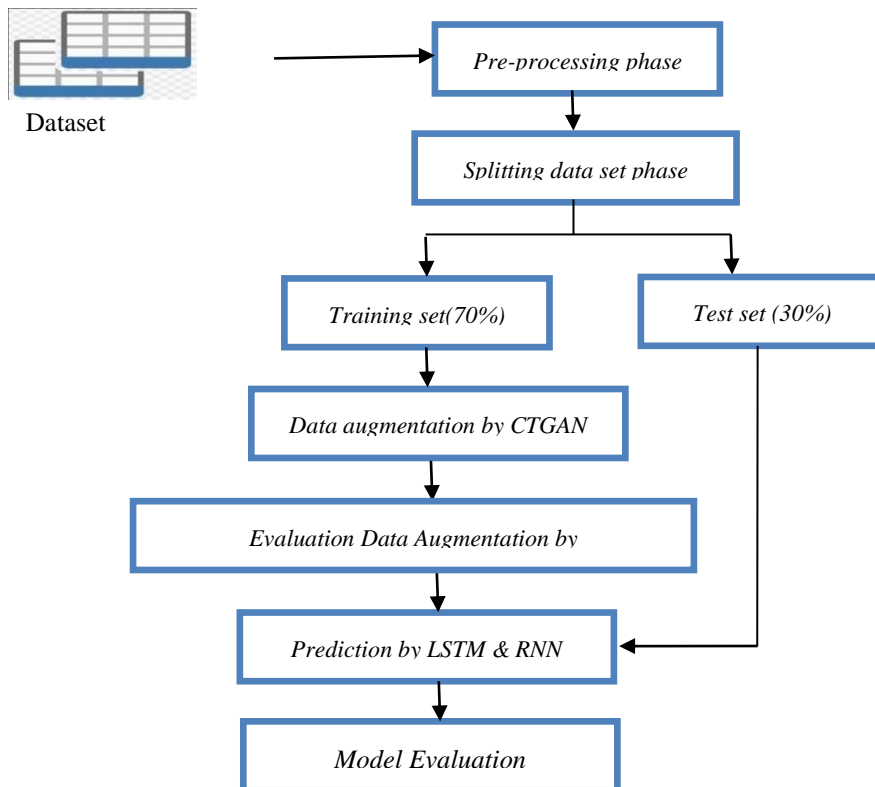 Dataset
Pre-processing phase
Splitting data set phase
Training set(70%)
Test set (30%)
Data augmentation by CTGAN
Evaluation Data Augmentation by
Prediction by LSTM & RNN
Model Evaluation